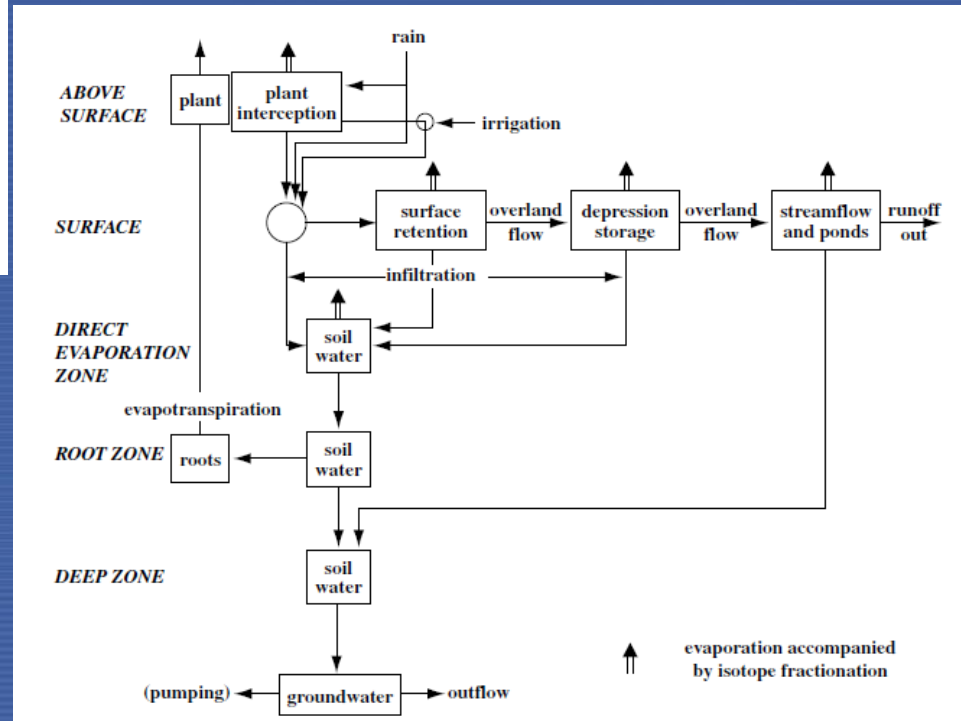 rain
ABOVE
SURFACE
plant
plant
interception
irrigation
SURFACE
surface
retention
overland
flow
depression
storage
overland
flow
streamflow
and ponds
runoff
out
infiltration
DIRECT
EVAPORATION
ZONE
soil
water
evapotranspiration
ROOT ZONE
roots
soil
water
DEEP ZONE
soil
water
evaporation accompanied
by isotope fractionation
(pumping)
groundwater
outflow